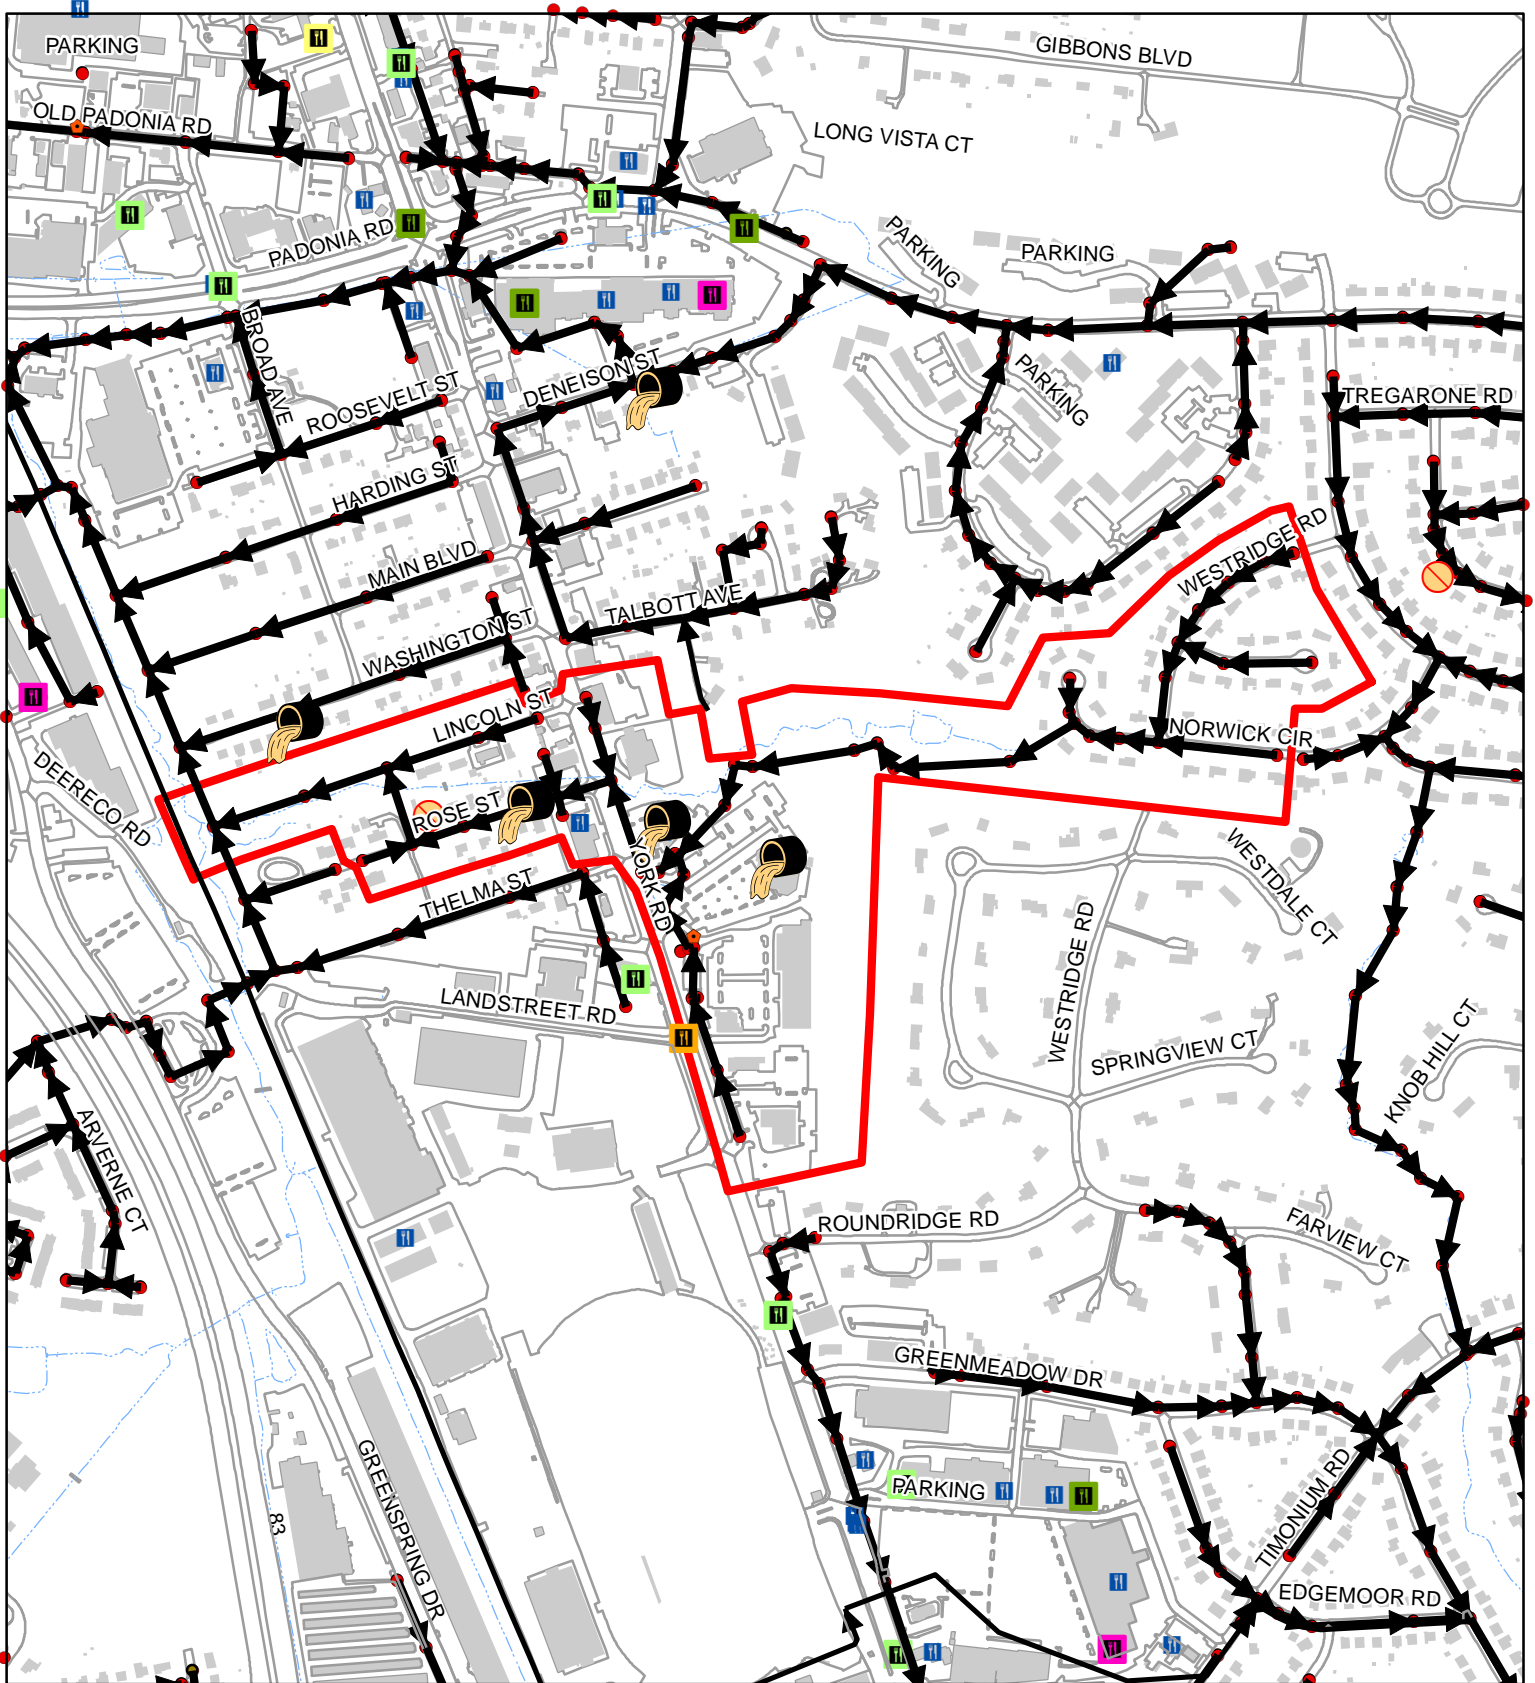 GIBBONS BLVD
PARKING
OLD PADONIA RD
LONG VISTA CT
PADONIA RD
PARKING
PARKING
BROAD AVE
ROOSEVELT ST
DENEISON ST
PARKING
TREGARONE RD
HARDING ST
MAIN BLVD
WESTRIDGE RD
TALBOTT AVE
WASHINGTON ST
LINCOLN ST
NORWICK CIR
DEERECO RD
ROSE ST
YORK RD
WESTDALE CT
THELMA ST
WESTRIDGE RD
LANDSTREET RD
SPRINGVIEW CT
KNOB HILL CT
ARVERNE CT
ROUNDRIDGE RD
FARVIEW CT
GREENMEADOW DR
GREENSPRING DR
PARKING
83
TIMONIUM RD
EDGEMOOR RD